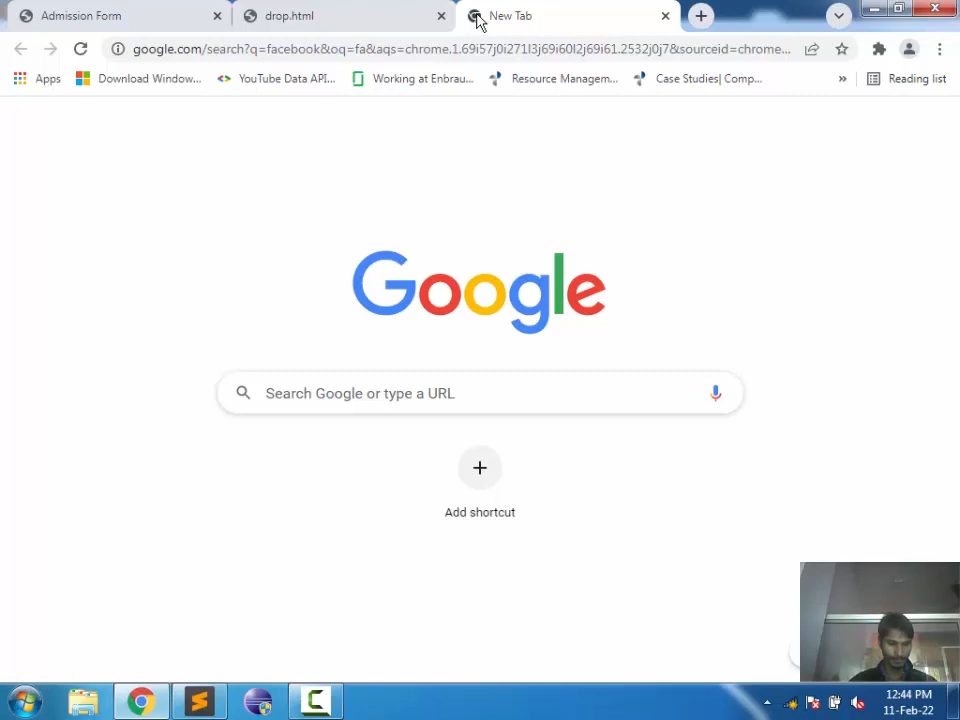 Admission Form
drop.html
New Tab
google.com/search?q=facebook&oq=fa&aqs=chrome.1.69i57j0i271l3j69i60l2j69i61.2532j0j7&sourceid=chrome...
Apps
Download Window...
YouTube Data API...
Working at Enbrau...
Resource Managem...
Case Studies| Comp...
»
Reading list
Google
Search Google or type a URL
Add shortcut
12:44 PM
11-Feb-22